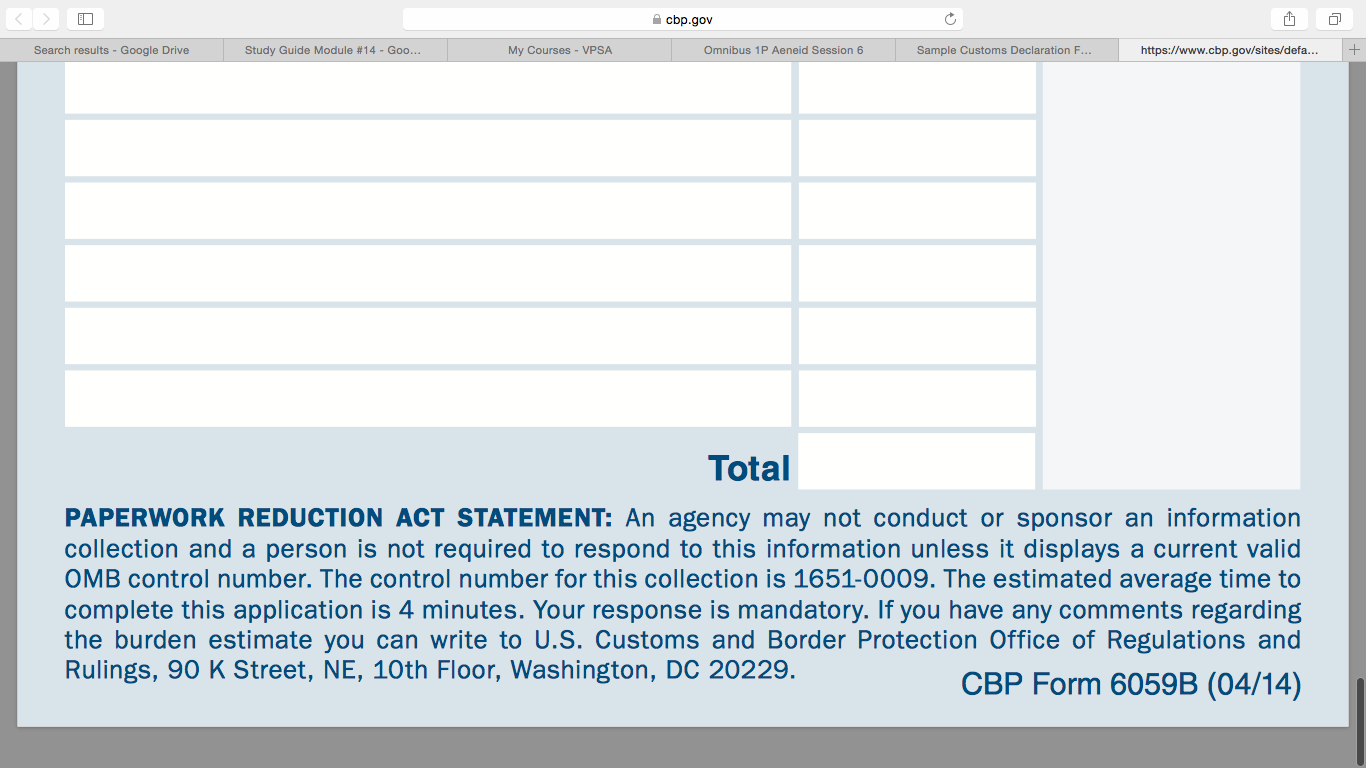 cbp.gov
Search results - Google Drive
Study Guide Module #14 - Goo...
My Courses - VPSA
Omnibus 1P Aeneid Session 6
Sample Customs Declaration F...
https://www.cbp.gov/sites/defa...
Total
PAPERWORK REDUCTION ACT STATEMENT: An agency may not conduct or sponsor an information
collection and a person is not required to respond to this information unless it displays a current valid
OMB control number. The control number for this collection is 1651-0009. The estimated average time to
complete this application is 4 minutes. Your response is mandatory. If you have any comments regarding
the burden estimate you can write to U.S. Customs and Border Protection Office of Regulations and
Rulings, 90 K Street, NE, 10th Floor, Washington, DC 20229.
CBP Form 6059B (04/14)